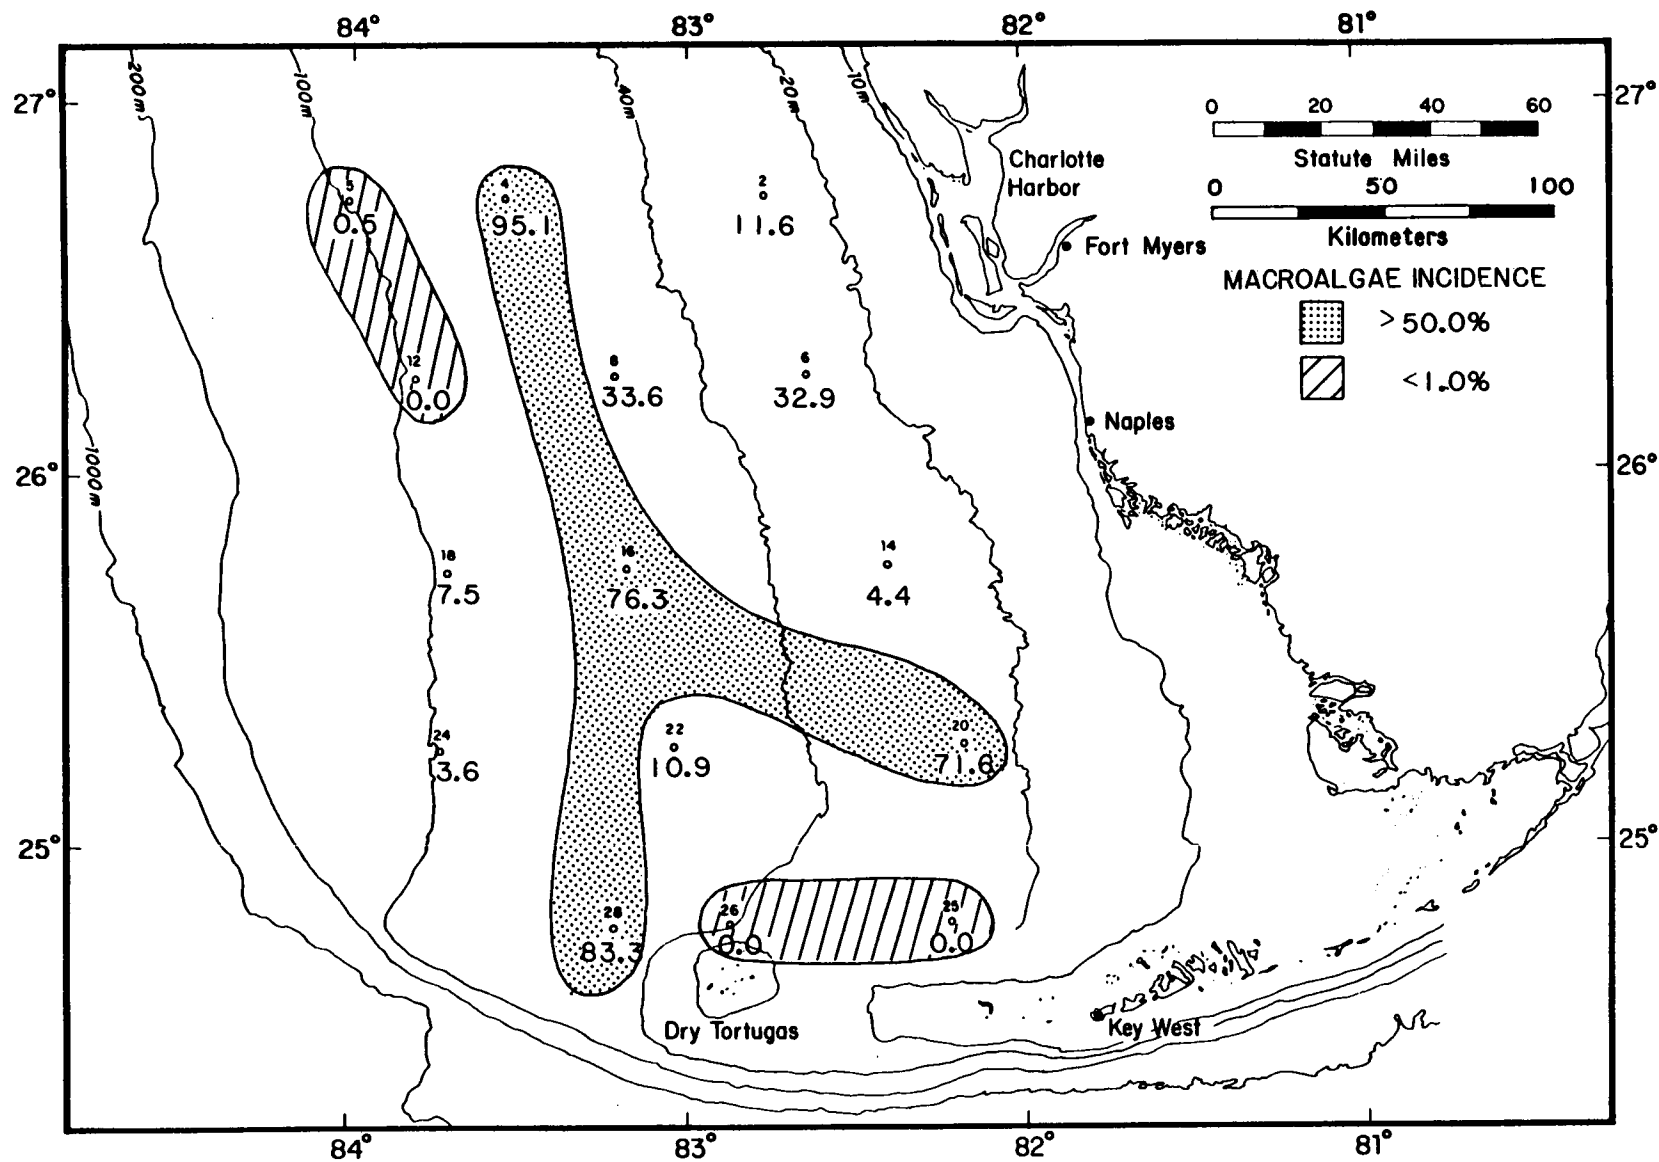 84° 83° 82° 81°
27° 27°
200m
100m
40m
20m
10m
0 20 40 60
Statute Miles
0 50 100
Kilometers
Charlotte
Harbor
5
0.5
4
95.1
2
11.6
Fort Myers
MACROALGAE INCIDENCE
>50.0%
<1.0%
12
0.0
8
33.6
6
32.9
Naples
26° 26°
1000m
18
7.5
16
76.3
14
4.4
24
3.6
22
10.9
20
71.6
25° 25°
28
83.3
26
0.0
25
0.0
Dry Tortugas
Key West
84° 83° 82° 81°